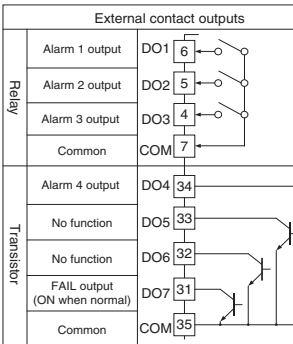 External contact outputs
Relay
Alarm 1 output DO1 6
Alarm 2 output DO2 5
Alarm 3 output DO3 4
Common COM 7
Transistor
Alarm 4 output DO4 34
No function DO5 33
No function DO6 32
FAIL output
(ON when normal) DO7 31
Common COM 35